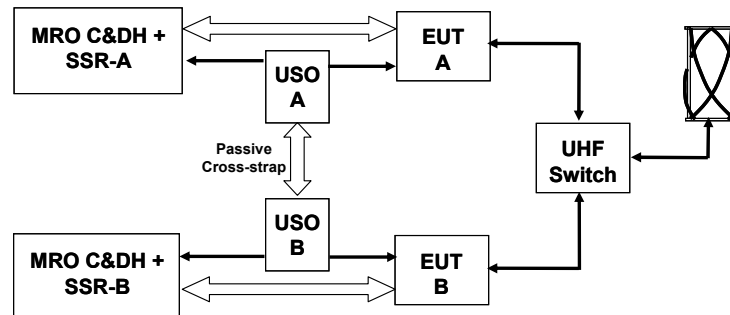 MRO C&DH +
SSR-A
EUT
A
USO
A
Passive
Cross-strap
UHF
Switch
USO
B
MRO C&DH +
SSR-B
EUT
B